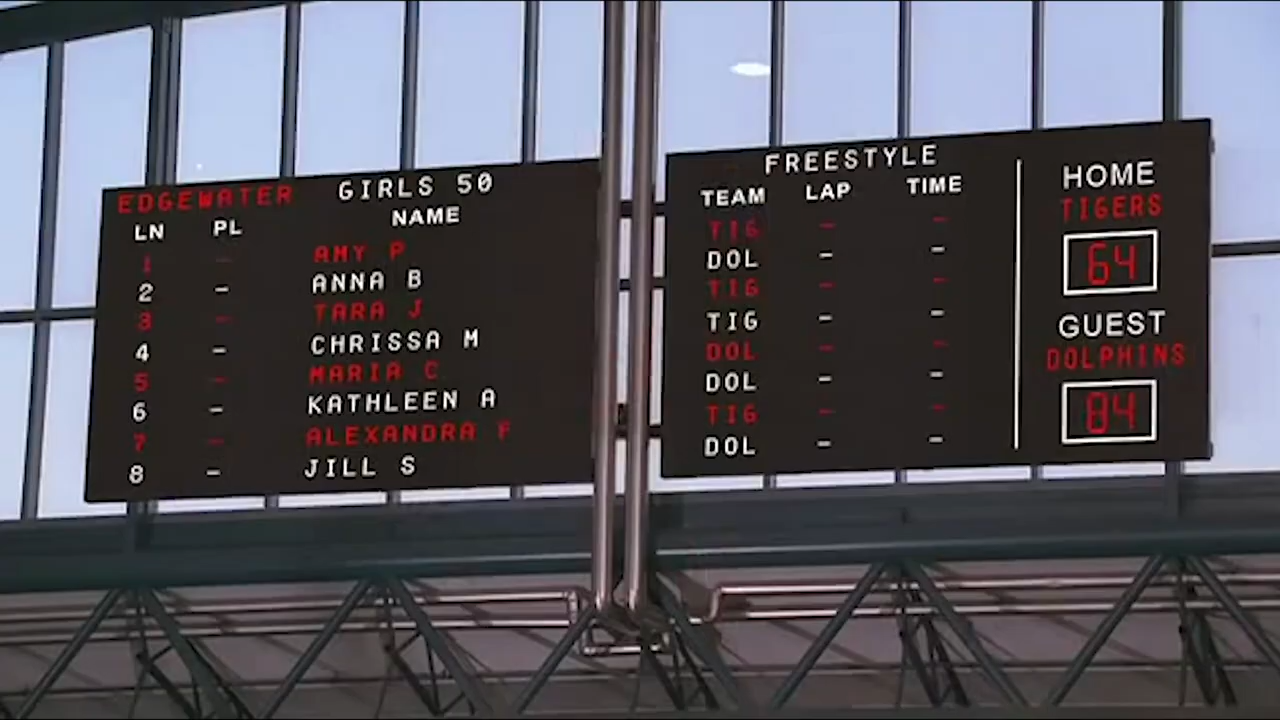 EDGEWATER GIRLS 50
LN PL NAME
1 - AMY P
2 - ANNA B
3 - TARA J
4 - CHRISSA M
5 - MARIA C
6 - KATHLEEN A
7 - ALEXANDRA F
8 - JILL S
FREESTYLE
TEAM LAP TIME
TIG - -
DOL - -
TIG - -
TIG - -
DOL - -
DOL - -
TIG - -
DOL - -
HOME
TIGERS
64
GUEST
DOLPHINS
84